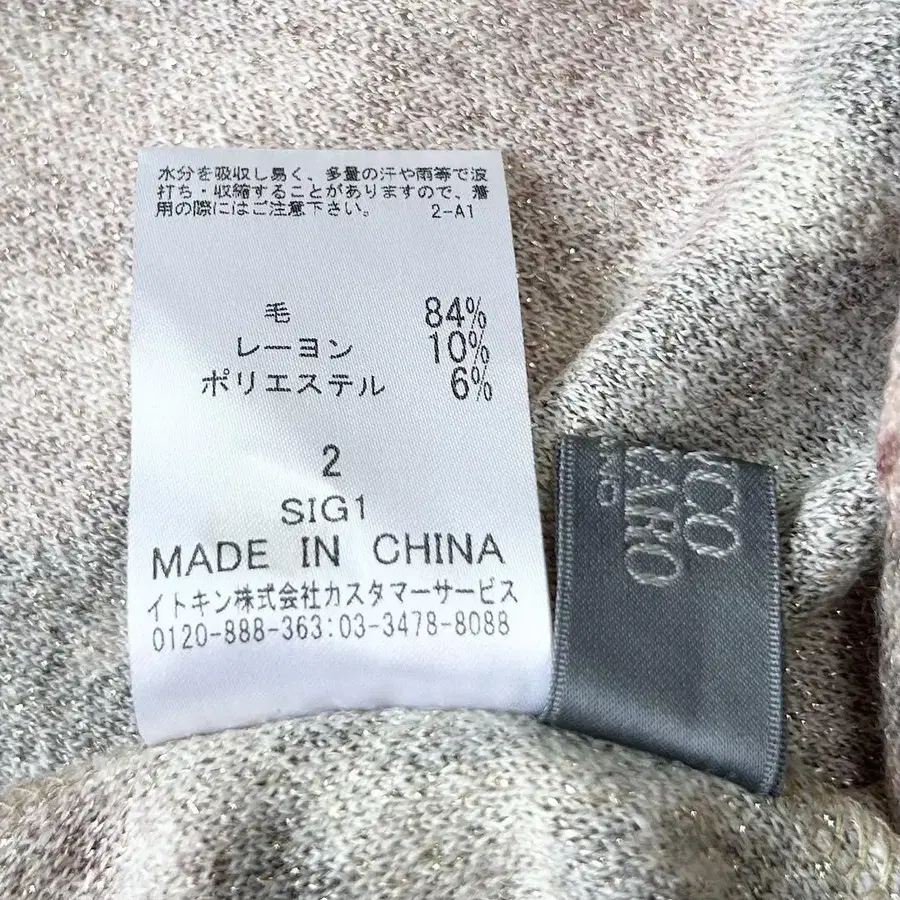 水分を吸収し易く、多量の汗や雨等で波
打ち・収縮することがありますので、着
用の際にはご注意下さい。 2-A1
毛 84%
レーヨン 10%
ポリエステル 6%
2
SIG1
MADE IN CHINA
イトキン株式会社カスタマーサービス
0120-888-363:03-3478-8088